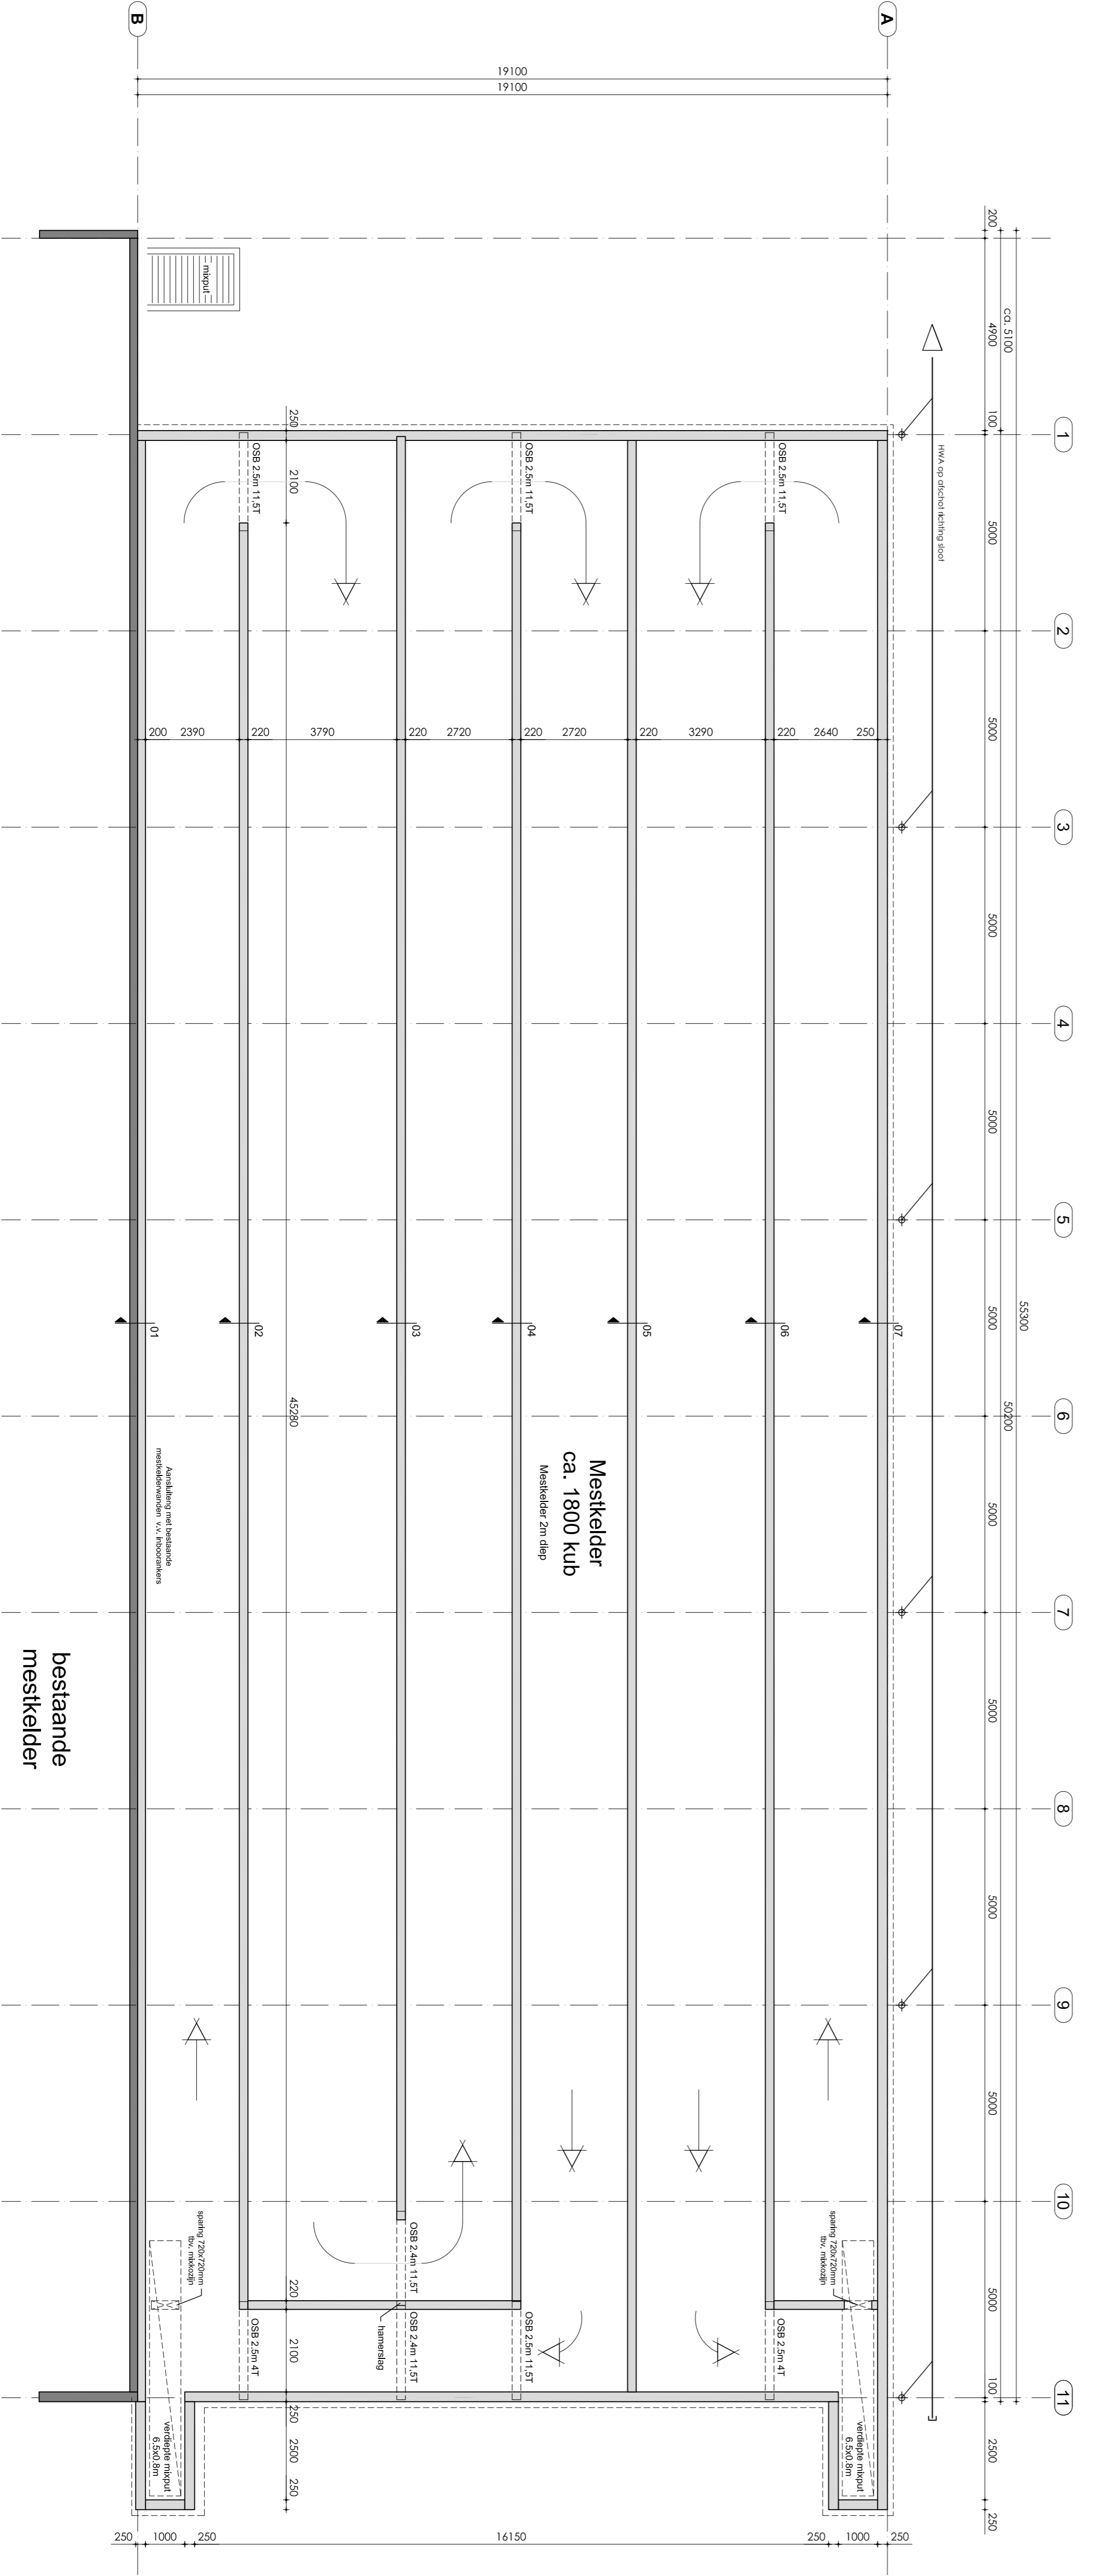 B
A
19100
19100
200
4900
ca. 5100
100
5000
5000
5000
5000
5000
5000
5000
5000
5000
5000
100
2500
250
55300
50200
1
2
3
4
5
6
7
8
9
10
11
HWA op afschot richting sloot
mixput
250
2100
45280
220
2100
250
2500
250
OSB 2.5m 11,5T
OSB 2.5m 11,5T
OSB 2.5m 11,5T
200
2390
220
3790
220
2720
220
2720
220
3290
220
2640
250
01
02
03
04
05
06
07
Mestkelder
ca. 1800 kub
Mestkelder 2m diep
Aansluiteng met bestaande
mestkelderwanden v.v. inboorankers
bestaande
mestkelder
sparing 720x720mm
tbv. mixkozijn
sparing 720x720mm
tbv. mixkozijn
OSB 2.4m 11,5T
OSB 2.4m 11,5T
hamerslag
OSB 2.5m 11,5T
OSB 2.5m 4T
OSB 2.5m 4T
verdiepte mixput
6.5x0.8m
verdiepte mixput
6.5x0.8m
250
1000
250
16150
250
1000
250